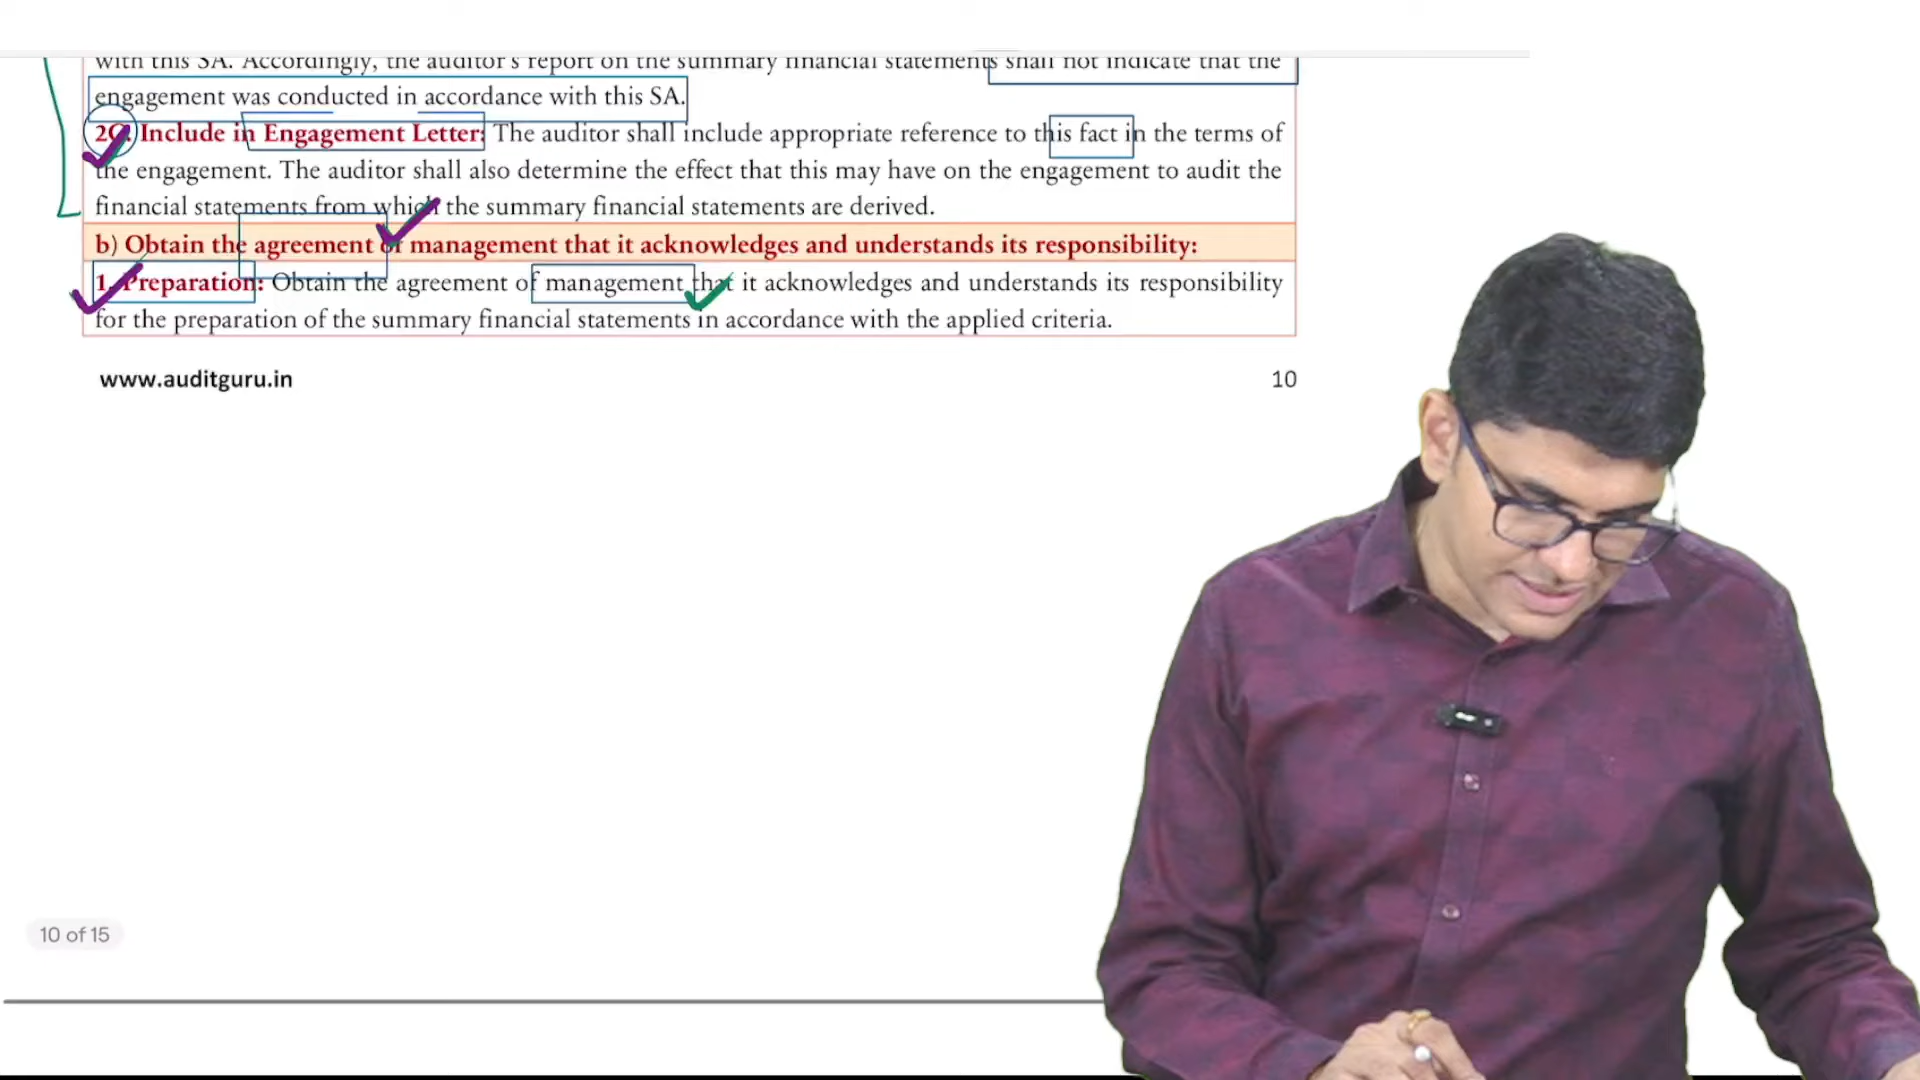 with this SA. Accordingly, the auditor's report on the summary financial statements shall not indicate that the
engagement was conducted in accordance with this SA.
2C. Include in Engagement Letter: The auditor shall include appropriate reference to this fact in the terms of
the engagement. The auditor shall also determine the effect that this may have on the engagement to audit the
financial statements from which the summary financial statements are derived.
b) Obtain the agreement of management that it acknowledges and understands its responsibility:
1. Preparation: Obtain the agreement of management that it acknowledges and understands its responsibility
for the preparation of the summary financial statements in accordance with the applied criteria.
www.auditguru.in 10
10 of 15